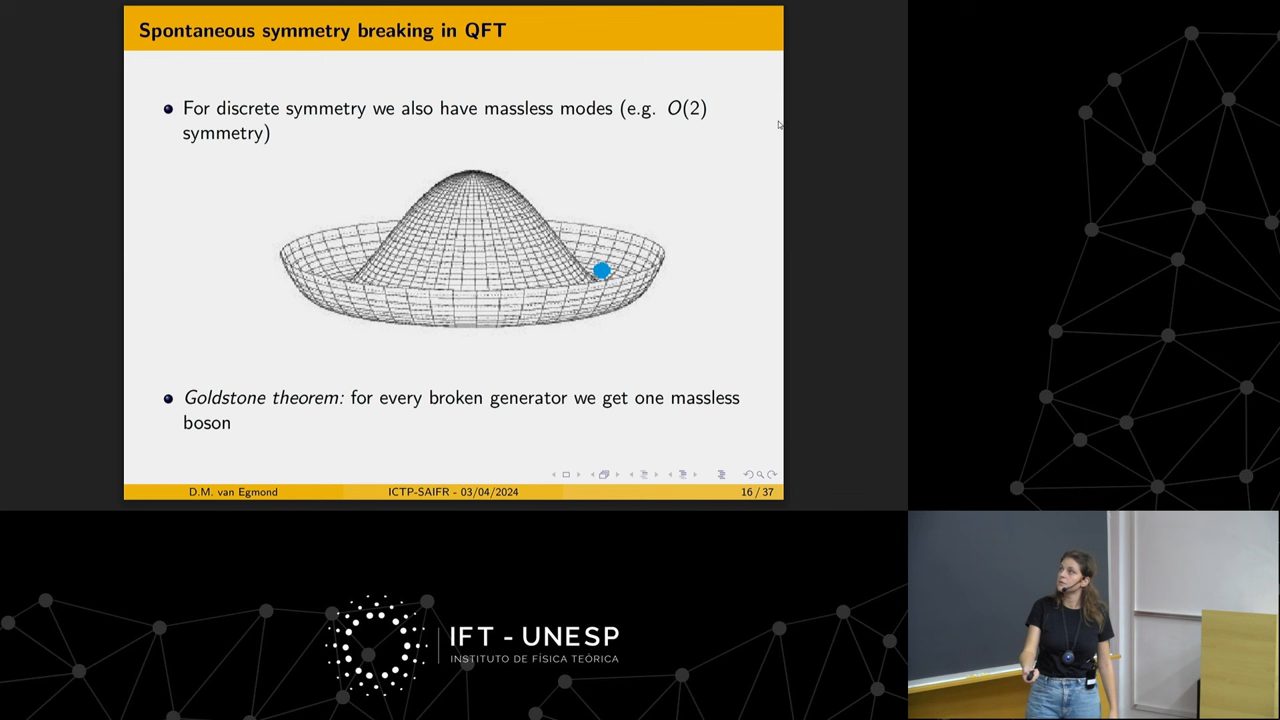 Spontaneous symmetry breaking in QFT
For discrete symmetry we also have massless modes (e.g. O(2)
symmetry)
Goldstone theorem: for every broken generator we get one massless
boson
D.M. van Egmond
ICTP-SAIFR - 03/04/2024
16 / 37
IFT - UNESP
INSTITUTO DE FÍSICA TEÓRICA